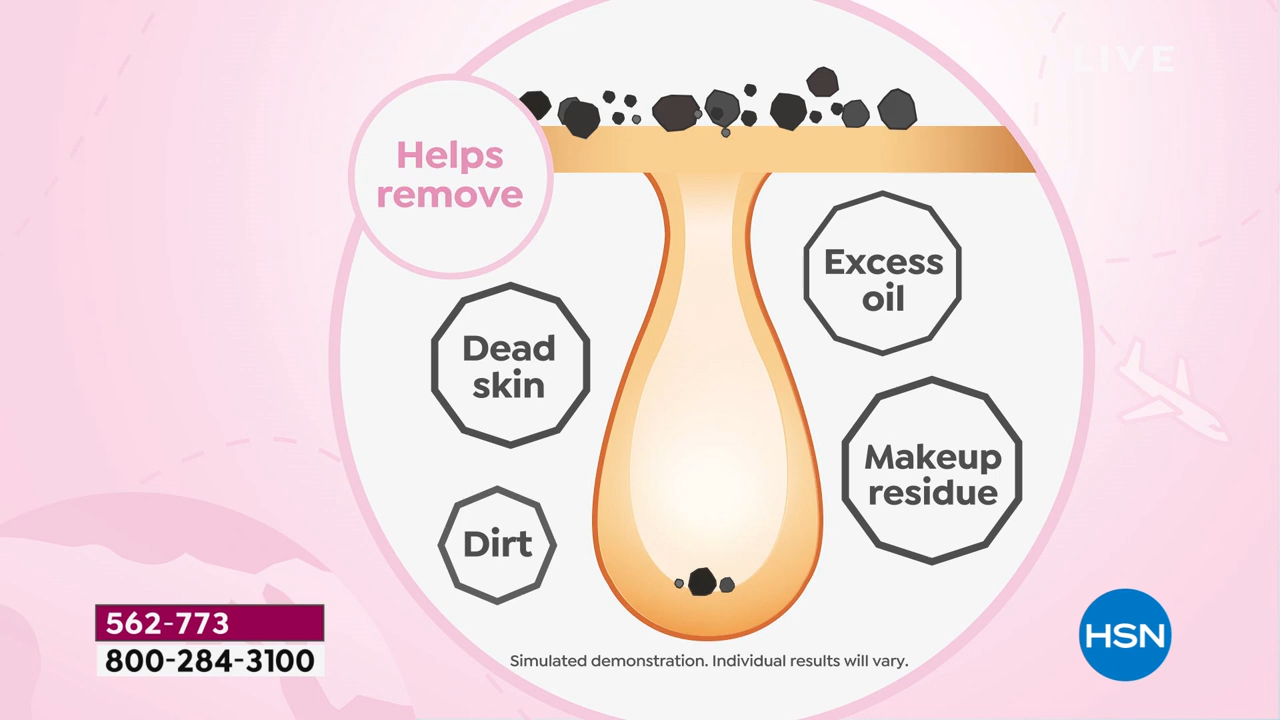 LIVE
Helps
remove
Excess
oil
Dead
skin
Makeup
residue
Dirt
562-773
800-284-3100
HSN
Simulated demonstration. Individual results will vary.